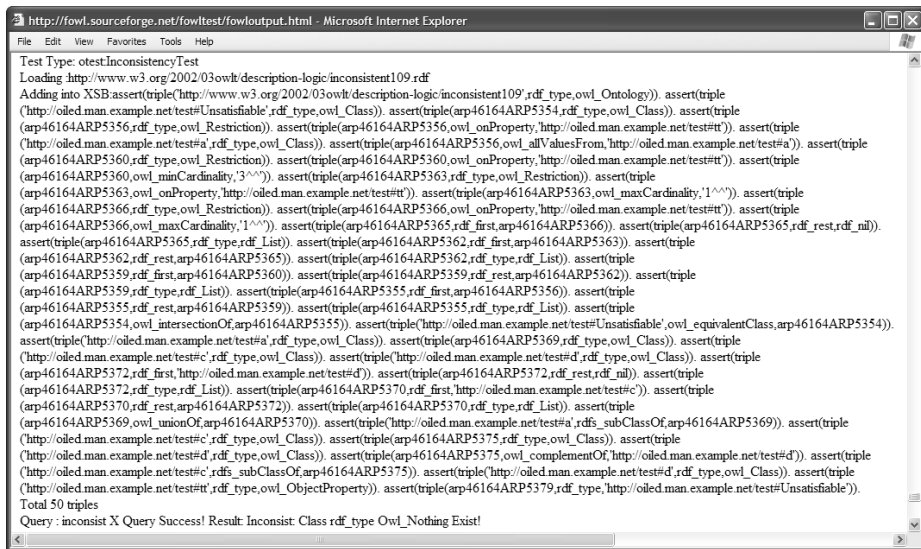 http://fowl.sourceforge.net/fowltest/fowloutput.html - Microsoft Internet Explorer
File Edit View Favorites Tools Help
Test Type: otest:InconsistencyTest
Loading :http://www.w3.org/2002/03owlt/description-logic/inconsistent109.rdf
Adding into XSB:assert(triple('http://www.w3.org/2002/03owlt/description-logic/inconsistent109',rdf_type,owl_Ontology)). assert(triple
('http://oiled.man.example.net/test#Unsatisfiable',rdf_type,owl_Class)). assert(triple(arp46164ARP5354,rdf_type,owl_Class)). assert(triple
(arp46164ARP5356,rdf_type,owl_Restriction)). assert(triple(arp46164ARP5356,owl_onProperty,'http://oiled.man.example.net/test#tt')). assert(triple
('http://oiled.man.example.net/test#a',rdf_type,owl_Class)). assert(triple(arp46164ARP5356,owl_allValuesFrom,'http://oiled.man.example.net/test#a')). assert(triple
(arp46164ARP5360,rdf_type,owl_Restriction)). assert(triple(arp46164ARP5360,owl_onProperty,'http://oiled.man.example.net/test#tt')). assert(triple
(arp46164ARP5360,owl_minCardinality,'3^^')). assert(triple(arp46164ARP5363,rdf_type,owl_Restriction)). assert(triple
(arp46164ARP5363,owl_onProperty,'http://oiled.man.example.net/test#tt')). assert(triple(arp46164ARP5363,owl_maxCardinality,'1^^')). assert(triple
(arp46164ARP5366,rdf_type,owl_Restriction)). assert(triple(arp46164ARP5366,owl_onProperty,'http://oiled.man.example.net/test#tt')). assert(triple
(arp46164ARP5366,owl_maxCardinality,'1^^')). assert(triple(arp46164ARP5365,rdf_first,arp46164ARP5366)). assert(triple(arp46164ARP5365,rdf_rest,rdf_nil)).
assert(triple(arp46164ARP5365,rdf_type,rdf_List)). assert(triple(arp46164ARP5362,rdf_first,arp46164ARP5363)). assert(triple
(arp46164ARP5362,rdf_rest,arp46164ARP5365)). assert(triple(arp46164ARP5362,rdf_type,rdf_List)). assert(triple
(arp46164ARP5359,rdf_first,arp46164ARP5360)). assert(triple(arp46164ARP5359,rdf_rest,arp46164ARP5362)). assert(triple
(arp46164ARP5359,rdf_type,rdf_List)). assert(triple(arp46164ARP5355,rdf_first,arp46164ARP5356)). assert(triple
(arp46164ARP5355,rdf_rest,arp46164ARP5359)). assert(triple(arp46164ARP5355,rdf_type,rdf_List)). assert(triple
(arp46164ARP5354,owl_intersectionOf,arp46164ARP5355)). assert(triple('http://oiled.man.example.net/test#Unsatisfiable',owl_equivalentClass,arp46164ARP5354)).
assert(triple('http://oiled.man.example.net/test#a',rdf_type,owl_Class)). assert(triple(arp46164ARP5369,rdf_type,owl_Class)). assert(triple
('http://oiled.man.example.net/test#c',rdf_type,owl_Class)). assert(triple('http://oiled.man.example.net/test#d',rdf_type,owl_Class)). assert(triple
(arp46164ARP5372,rdf_first,'http://oiled.man.example.net/test#d')). assert(triple(arp46164ARP5372,rdf_rest,rdf_nil)). assert(triple
(arp46164ARP5372,rdf_type,rdf_List)). assert(triple(arp46164ARP5370,rdf_first,'http://oiled.man.example.net/test#c')). assert(triple
(arp46164ARP5370,rdf_rest,arp46164ARP5372)). assert(triple(arp46164ARP5370,rdf_type,rdf_List)). assert(triple
(arp46164ARP5369,owl_unionOf,arp46164ARP5370)). assert(triple('http://oiled.man.example.net/test#a',rdfs_subClassOf,arp46164ARP5369)). assert(triple
('http://oiled.man.example.net/test#c',rdf_type,owl_Class)). assert(triple(arp46164ARP5375,rdf_type,owl_Class)). assert(triple
('http://oiled.man.example.net/test#d',rdf_type,owl_Class)). assert(triple(arp46164ARP5375,owl_complementOf,'http://oiled.man.example.net/test#d')). assert(triple
('http://oiled.man.example.net/test#c',rdfs_subClassOf,arp46164ARP5375)). assert(triple('http://oiled.man.example.net/test#d',rdf_type,owl_Class)). assert(triple
('http://oiled.man.example.net/test#tt',rdf_type,owl_ObjectProperty)). assert(triple(arp46164ARP5379,rdf_type,'http://oiled.man.example.net/test#Unsatisfiable')).
Total 50 triples
Query : inconsist X Query Success! Result: Inconsist: Class rdf_type Owl_Nothing Exist!